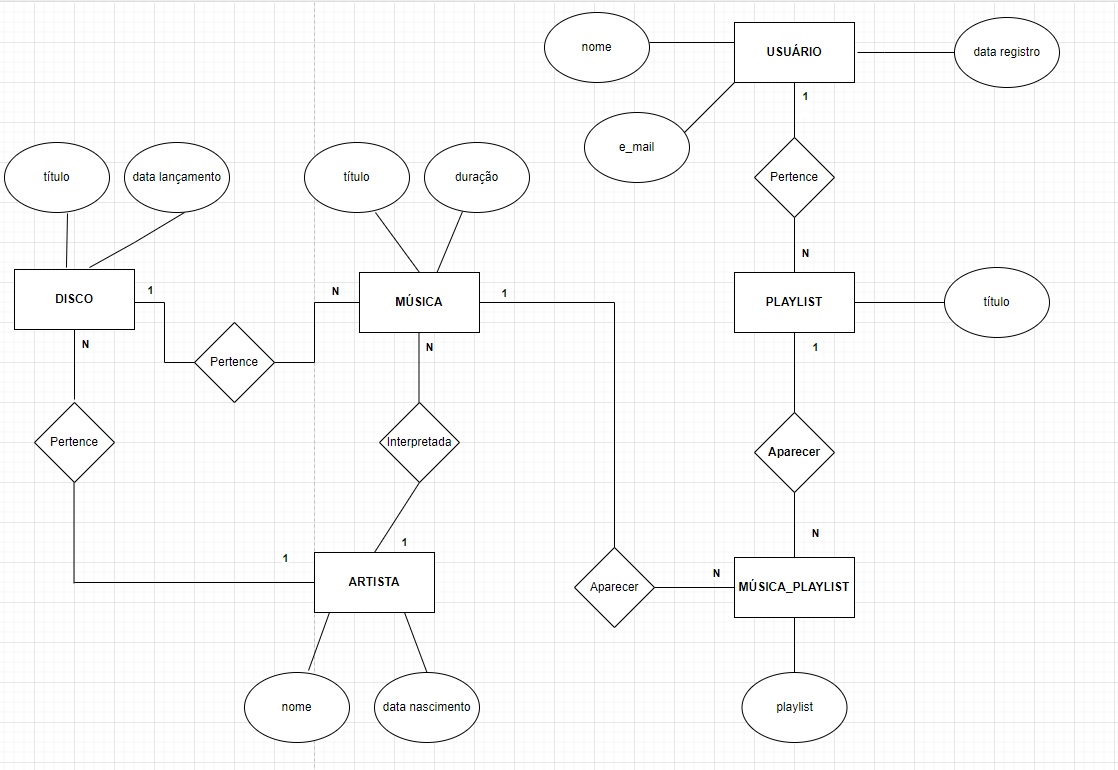 nome
USUÁRIO
data registro
1
e_mail
Pertence
N
título
data lançamento
título
duração
DISCO
1
N
MÚSICA
1
PLAYLIST
título
N
Pertence
N
1
Pertence
Interpretada
Aparecer
1
1
N
ARTISTA
Aparecer
N
MÚSICA_PLAYLIST
nome
data nascimento
playlist